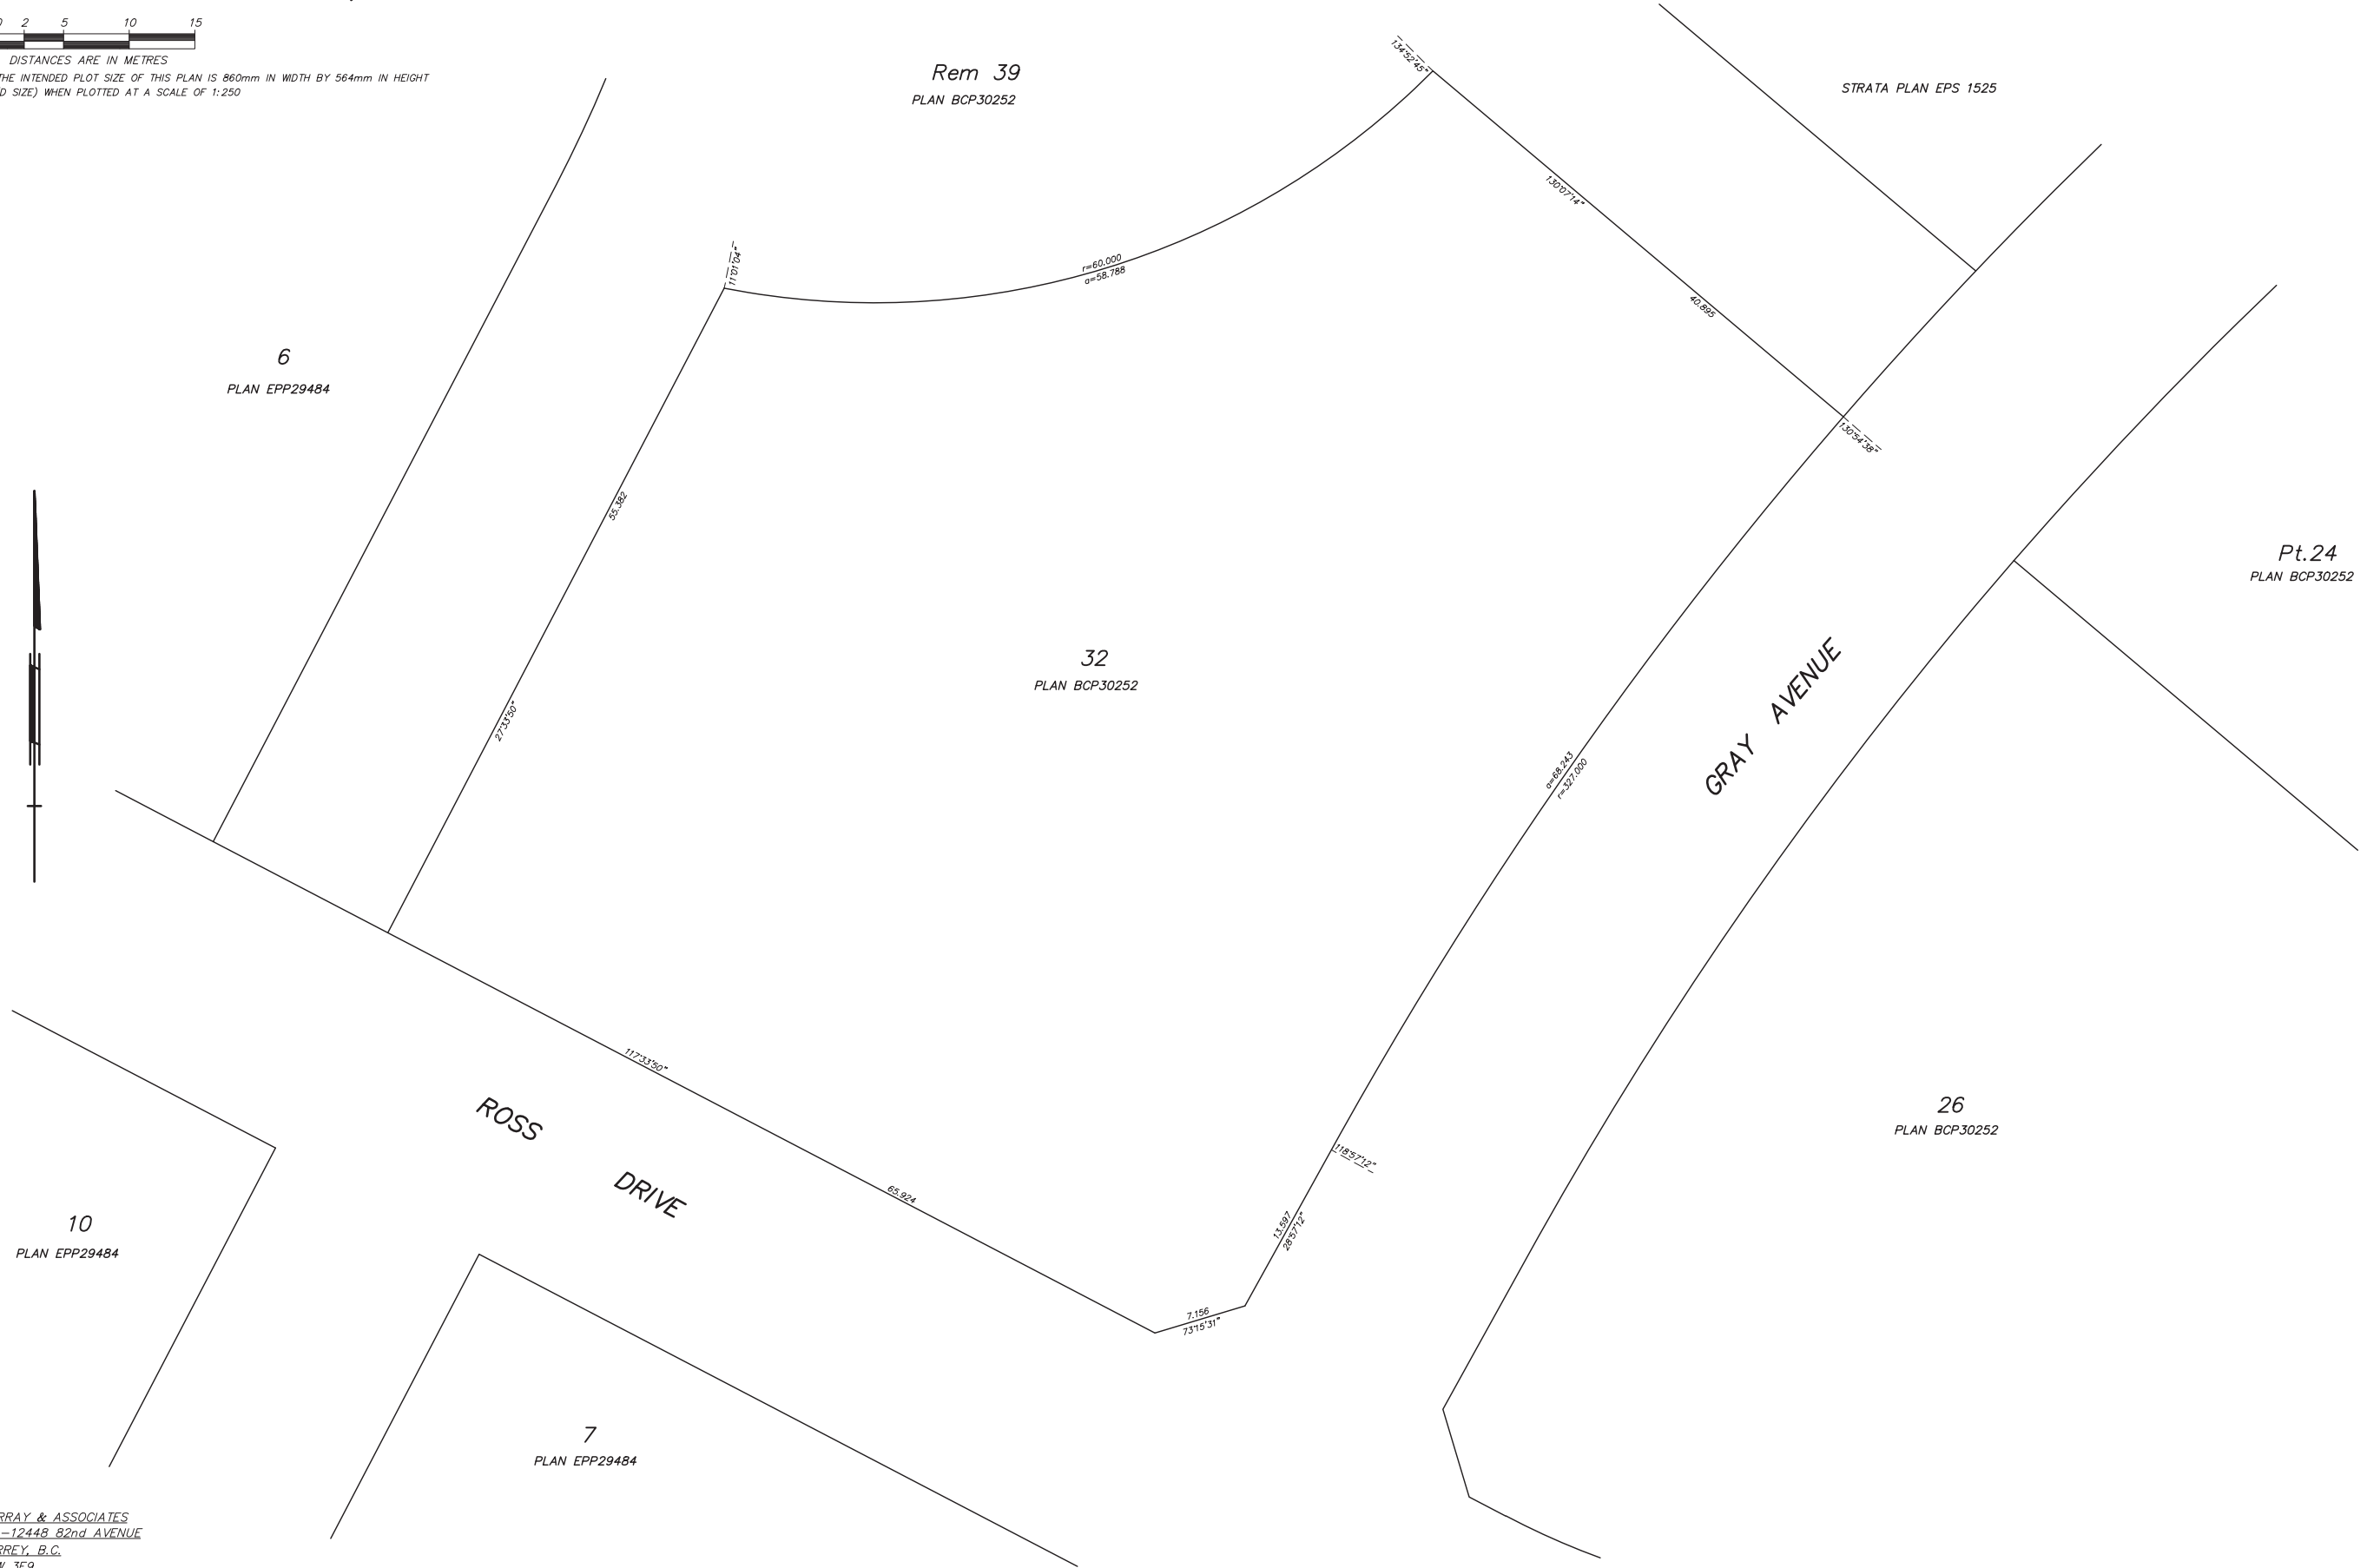 2 5 10 15
DISTANCES ARE IN METRES
THE INTENDED PLOT SIZE OF THIS PLAN IS 860mm IN WIDTH BY 564mm IN HEIGHT
SIZE) WHEN PLOTTED AT A SCALE OF 1:250
Rem 39
PLAN BCP30252
134°52'45"
STRATA PLAN EPS 1525
130°07'14"
40.895
11°01'04"
r=60.000
a=58.788
6
PLAN EPP29484
130°54'38"
55.382
27°33'50"
Pt.24
PLAN BCP30252
32
PLAN BCP30252
GRAY AVENUE
a=68.243
r=327.000
117°33'50"
65.924
ROSS
DRIVE
118°57'12"
13.597
28°57'12"
26
PLAN BCP30252
10
PLAN EPP29484
7.156
73°15'31"
7
PLAN EPP29484
RRAY & ASSOCIATES
-12448 82nd AVENUE
RREY, B.C.
3E9